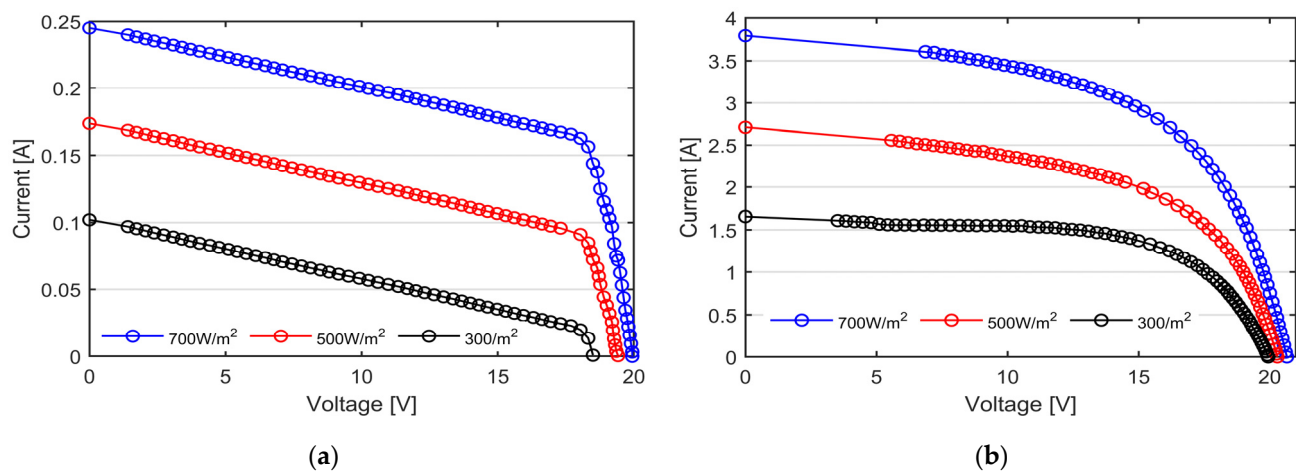 0.25
0.2
0.15
0.1
0.05
0
Current [A]
700W/m²
500W/m²
300/m²
0
5
10
15
20
Voltage [V]
(a)
4
3.5
3
2.5
2
1.5
1
0.5
0
Current [A]
700W/m²
500W/m²
300/m²
0
5
10
15
20
Voltage [V]
(b)